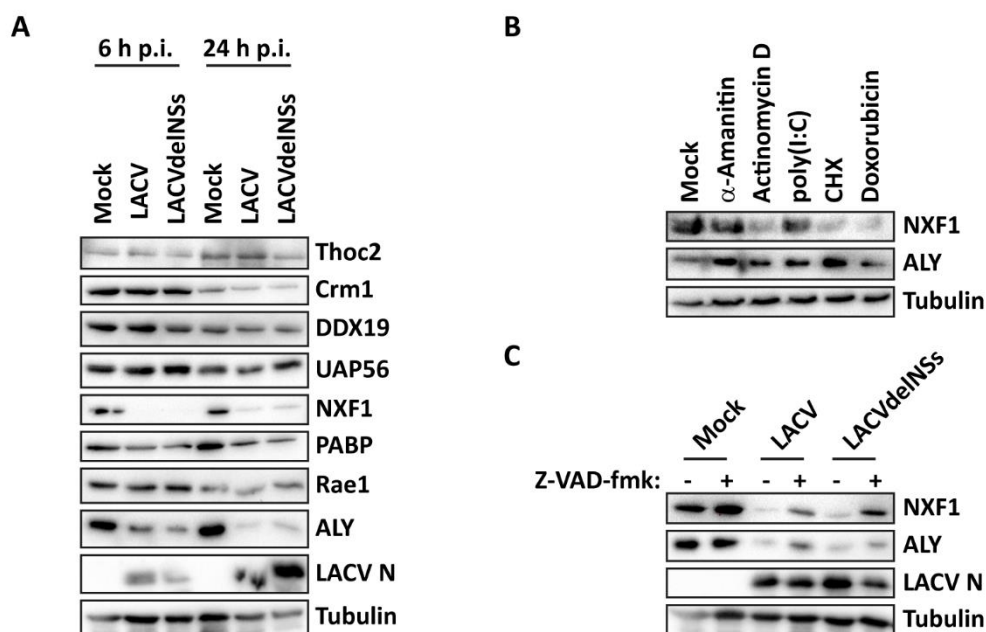 A
6 h p.i. 24 h p.i.
Mock LACV LACVdelNSs Mock LACV LACVdelNSs
Thoc2
Crm1
DDX19
UAP56
NXF1
PABP
Rae1
ALY
LACV N
Tubulin
B
Mock α-Amanitin Actinomycin D poly(I:C) CHX Doxorubicin
NXF1
ALY
Tubulin
C
Mock LACV LACVdelNSs
Z-VAD-fmk: - + - + - +
NXF1
ALY
LACV N
Tubulin